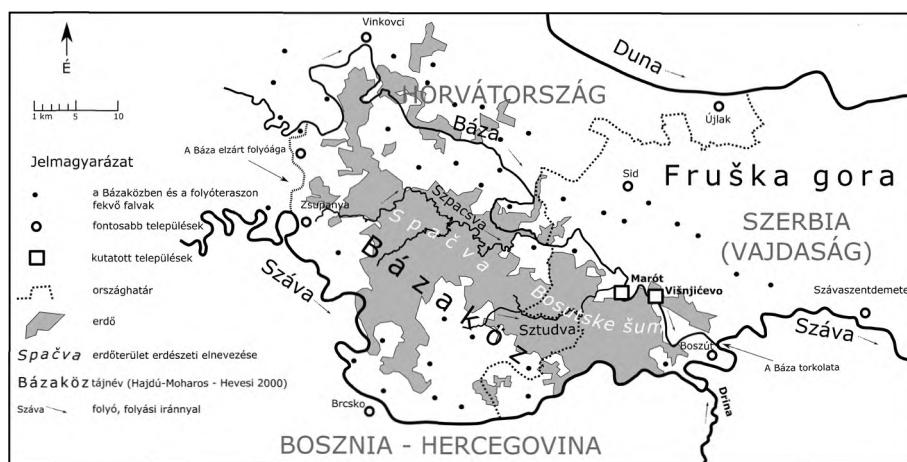 É
1 km 5 10
Jelmagyarázat
a Bázaközben és a folyóteraszon
fekvő falvak
fontosabb települések
kutatott települések
országhatár
erdő
Spačva erdőterület erdészeti elnevezése
Bázaköz tájnév (Hajdú-Moharos - Hevesi 2000)
Száva folyó, folyási iránnyal
Vinkovci
HORVÁTORSZÁG
Báza
Duna
Újlak
A Báza elzárt folyóága
Zsupanya
Szpacsva
Spačva
Sid
Fruška gora
SZERBIA
(VAJDASÁG)
Száva
Bázaköz
Marót
Višnjićevo
Bosutske šum
Sztudva
Szávaszentdemeter
Száva
Boszút
A Báza torkolata
Drina
Brcsko
BOSZNIA - HERCEGOVINA